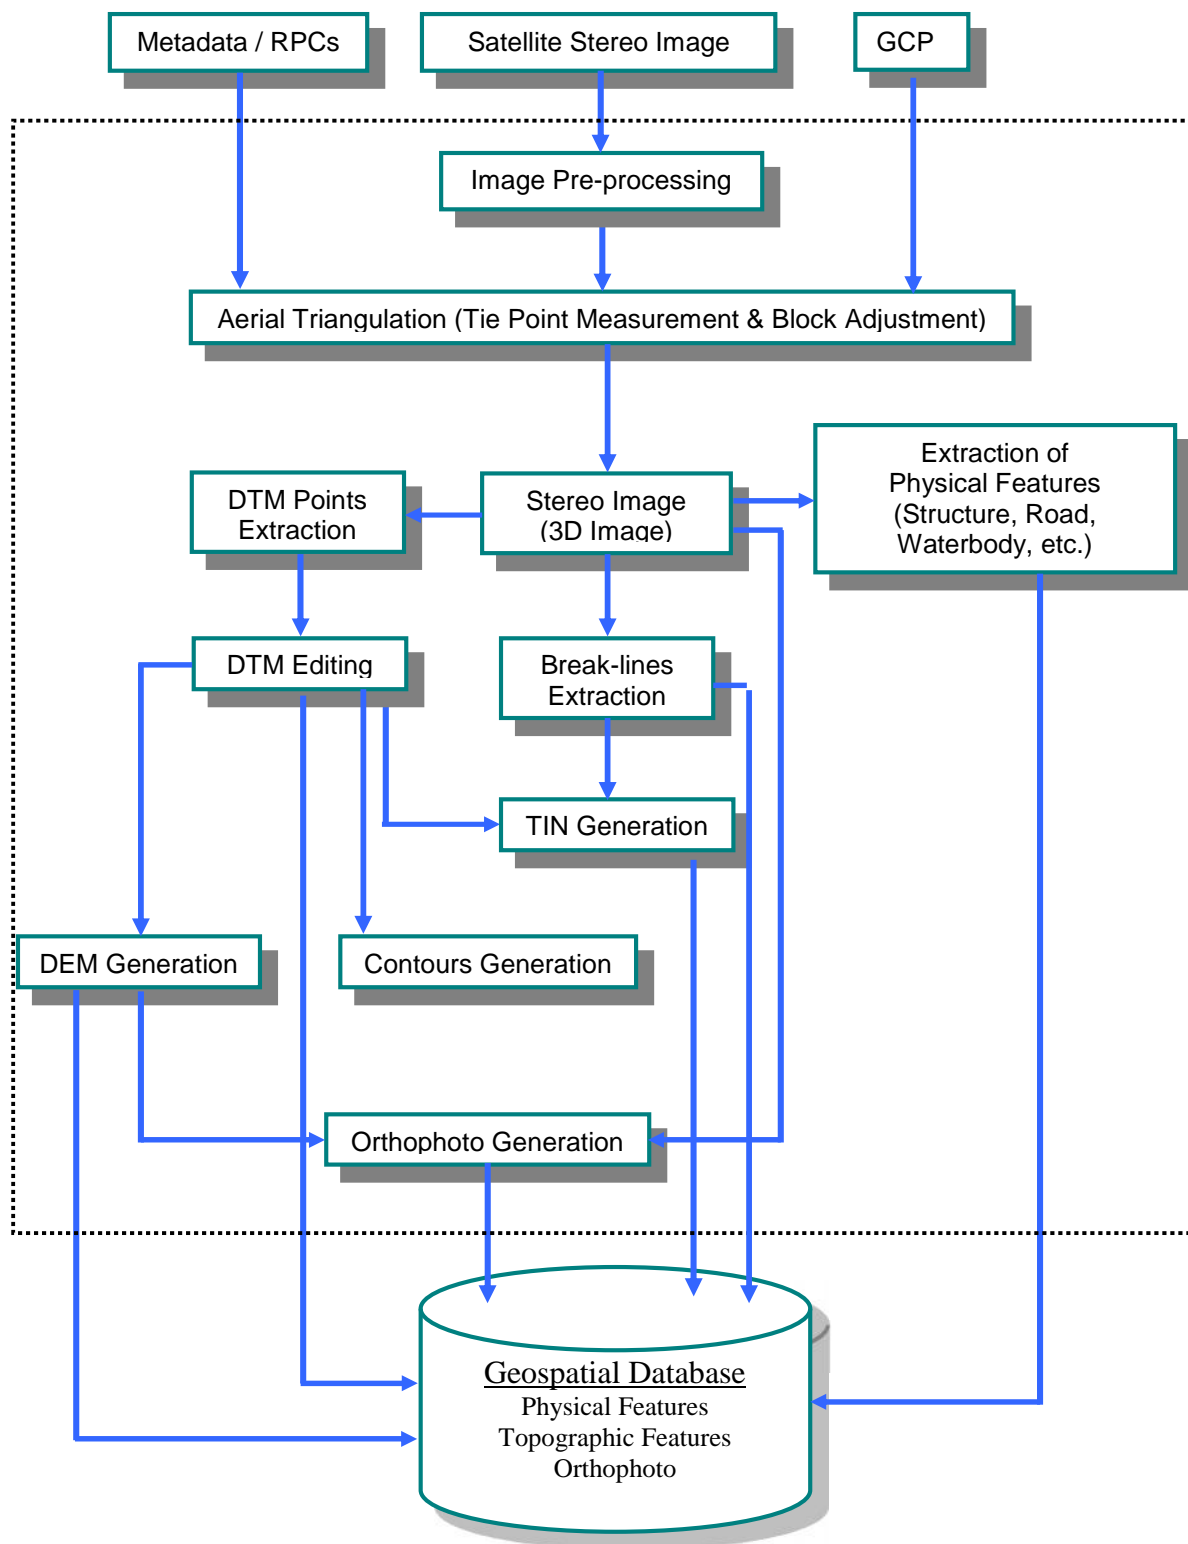 Metadata / RPCs
Satellite Stereo Image
GCP
Image Pre-processing
Aerial Triangulation (Tie Point Measurement & Block Adjustment)
Extraction of
Physical Features
(Structure, Road,
Waterbody, etc.)
DTM Points
Extraction
Stereo Image
(3D Image)
DTM Editing
Break-lines
Extraction
TIN Generation
DEM Generation
Contours Generation
Orthophoto Generation
Geospatial Database
Physical Features
Topographic Features
Orthophoto